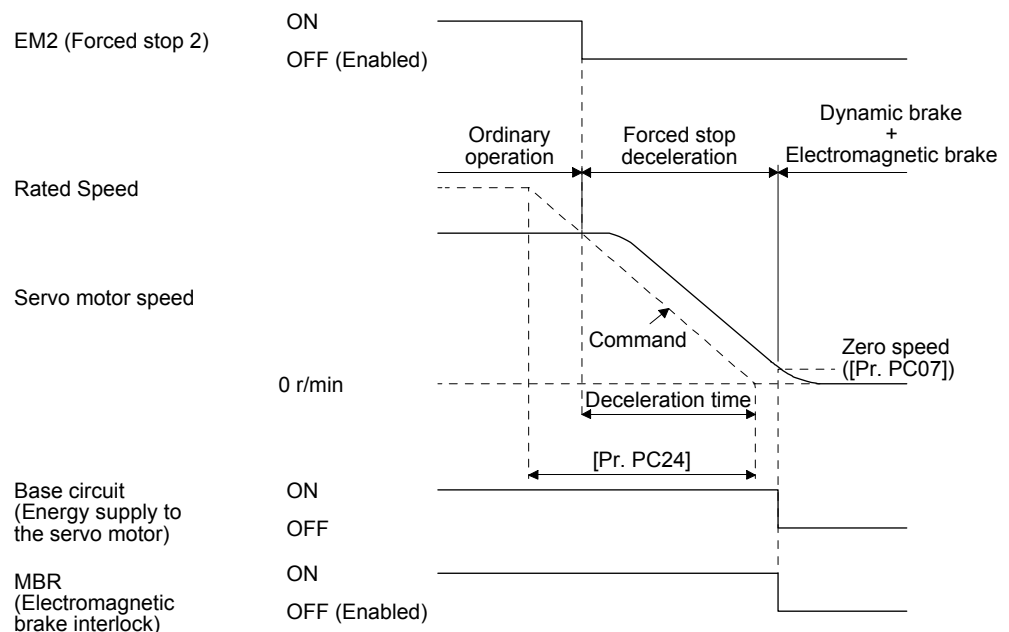 EM2 (Forced stop 2)
ON
OFF (Enabled)
Ordinary
operation
Forced stop
deceleration
Dynamic brake
+
Electromagnetic brake
Rated Speed
Servo motor speed
Command
Zero speed
([Pr. PC07])
0 r/min
Deceleration time
[Pr. PC24]
Base circuit
(Energy supply to
the servo motor)
ON
OFF
MBR
(Electromagnetic
brake interlock)
ON
OFF (Enabled)